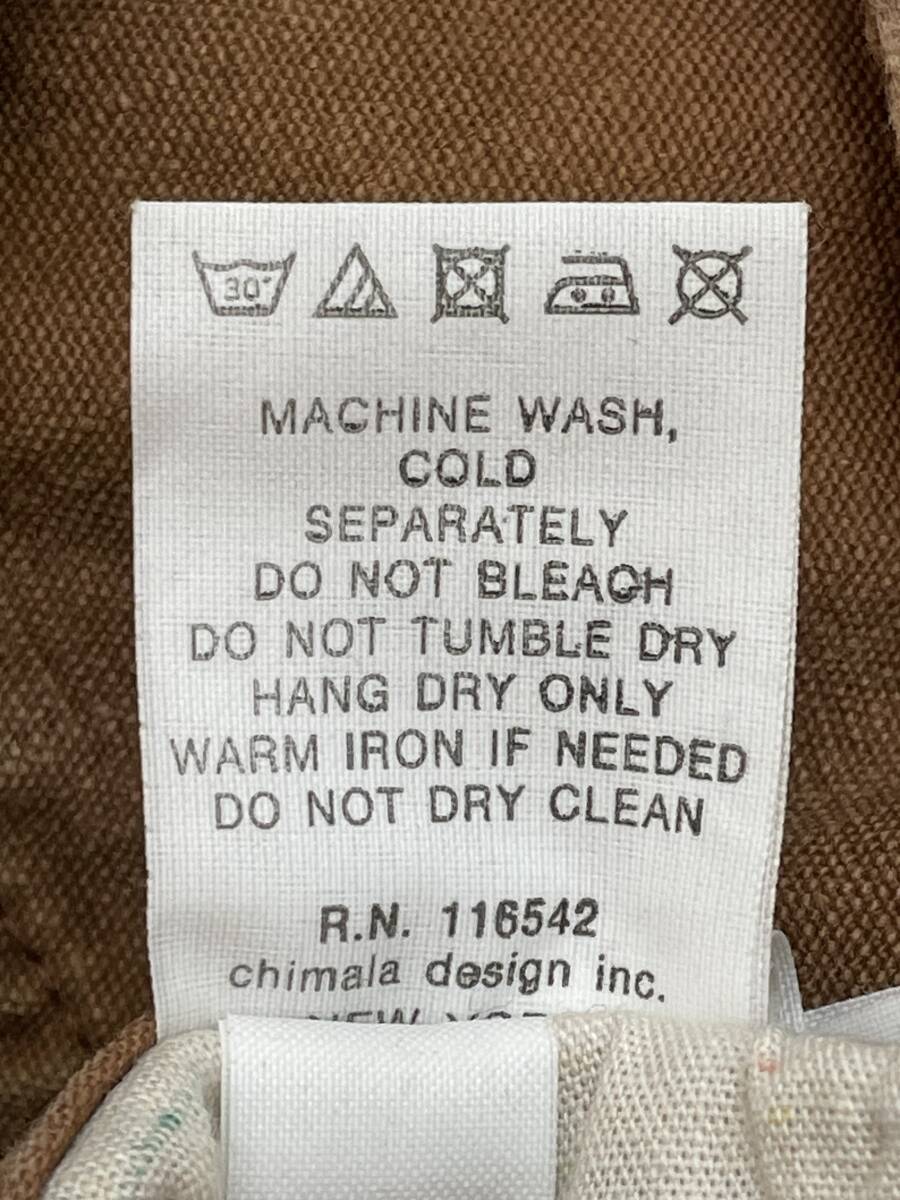 30°
MACHINE WASH,
COLD
SEPARATELY
DO NOT BLEACH
DO NOT TUMBLE DRY
HANG DRY ONLY
WARM IRON IF NEEDED
DO NOT DRY CLEAN
R.N. 116542
chimala design inc.
NEW